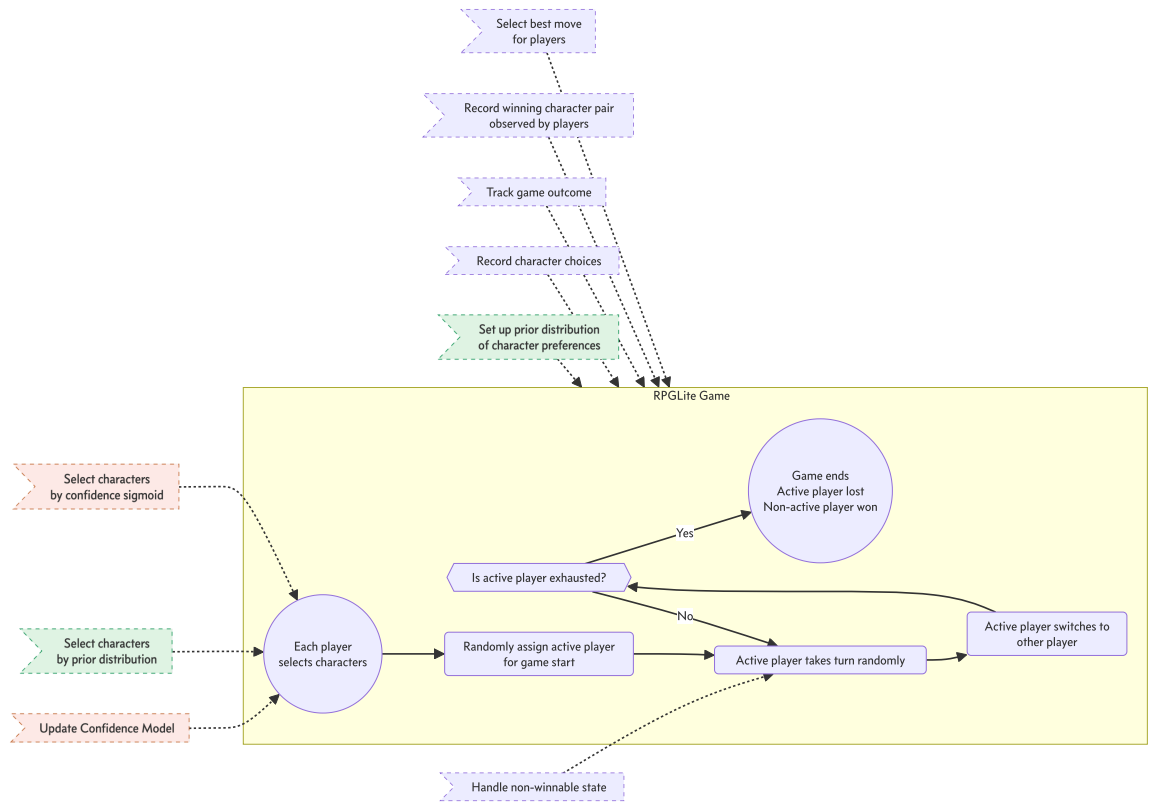 Select best move
for players
Record winning character pair
observed by players
Track game outcome
Record character choices
Set up prior distribution
of character preferences
RPGLite Game
Select characters
by confidence sigmoid
Game ends
Active player lost
Non-active player won
Yes
Is active player exhausted?
No
Select characters
by prior distribution
Each player
selects characters
Randomly assign active player
for game start
Active player takes turn randomly
Active player switches to
other player
Update Confidence Model
Handle non-winnable state